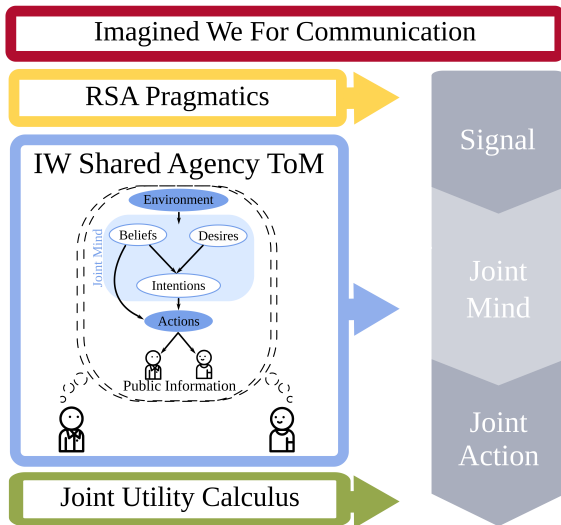 Imagined We For Communication
RSA Pragmatics
IW Shared Agency ToM
Environment
Joint Mind
Beliefs
Desires
Intentions
Actions
Public Information
Joint Utility Calculus
Signal
Joint
Mind
Joint
Action